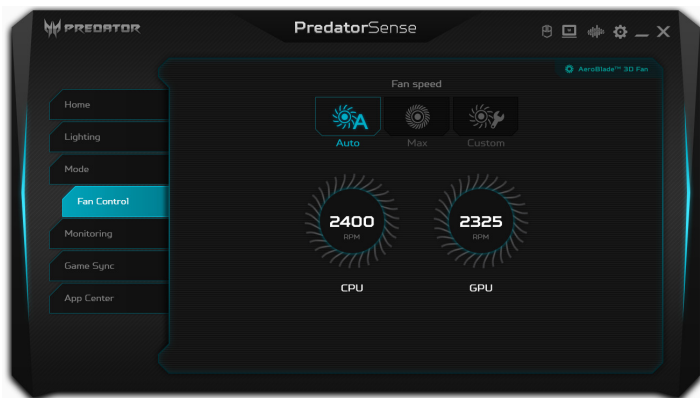 PREDATOR
PredatorSense
AeroBlade™ 3D Fan
Fan speed
Home
Lighting
Mode
Fan Control
Monitoring
Game Sync
App Center
Auto
Max
Custom
2400
RPM
CPU
2325
RPM
GPU